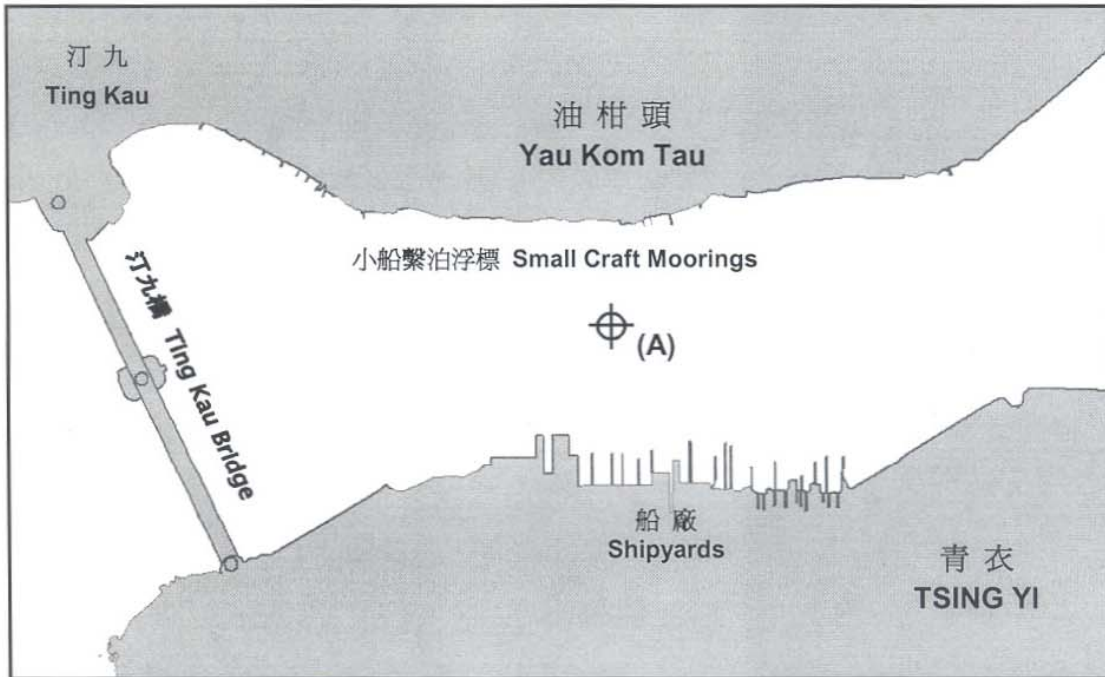 汀九
Ting Kau
油柑頭
Yau Kom Tau
小船繫泊浮標 Small Craft Moorings
(A)
汀九橋 Ting Kau Bridge
船廠
Shipyards
青衣
TSING YI